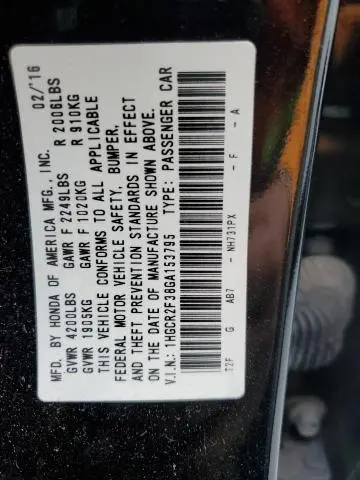 MFD. BY HONDA OF AMERICA MFG., INC. 02/'16
GVWR 4200LBS GAWR F 2249LBS R 2006LBS
GVWR 1905KG GAWR F 1020KG R 910KG
THIS VEHICLE CONFORMS TO ALL APPLICABLE
FEDERAL MOTOR VEHICLE SAFETY, BUMPER,
AND THEFT PREVENTION STANDARDS IN EFFECT
ON THE DATE OF MANUFACTURE SHOWN ABOVE.
V.I.N.: 1HGCR2F38GA153795 TYPE: PASSENGER CAR
T2F G AB7 - NH731PX - F - A